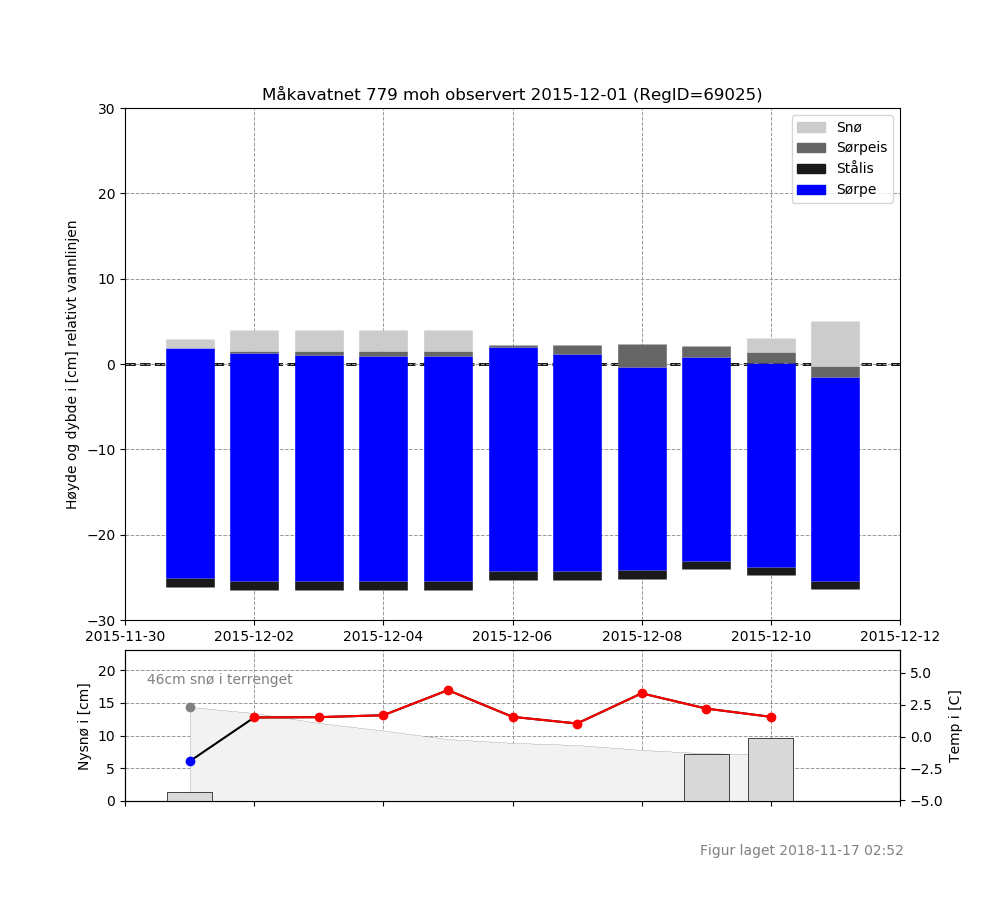 Måkavatnet 779 moh observert 2015-12-01 (RegID=69025)
Høyde og dybde i [cm] relativt vannlinjen
30
20
10
0
−10
−20
−30
Snø
Sørpeis
Stålis
Sørpe
2015-11-30 2015-12-02 2015-12-04 2015-12-06 2015-12-08 2015-12-10 2015-12-12
Nysnø i [cm]
20
15
10
5
0
46cm snø i terrenget
5.0
2.5
0.0
−2.5
−5.0
Temp i [C]
Figur laget 2018-11-17 02:52